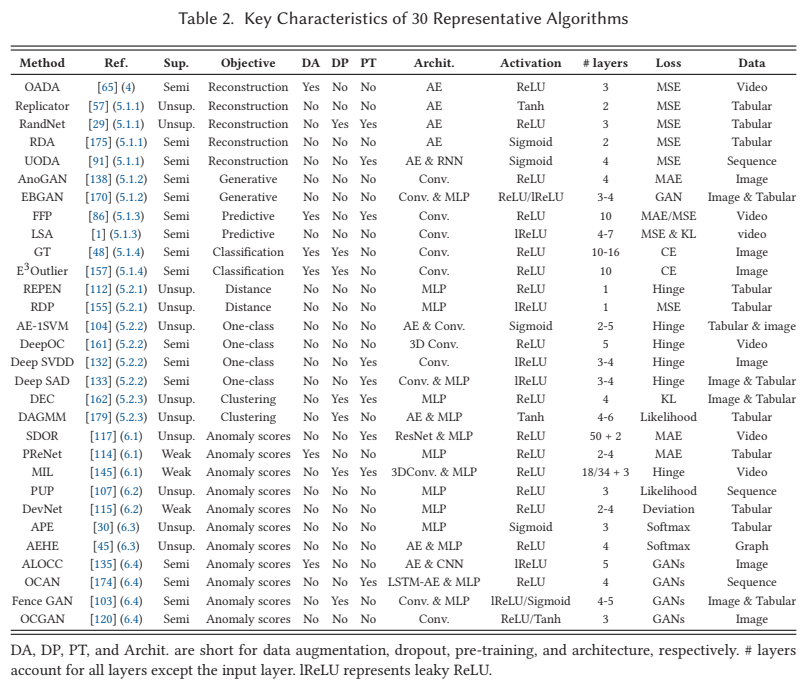 Table 2. Key Characteristics of 30 Representative Algorithms
Method Ref. Sup. Objective DA DP PT Archit. Activation # layers Loss Data
OADA [65] (4) Semi Reconstruction Yes No No AE ReLU 3 MSE Video
Replicator [57] (5.1.1) Unsup. Reconstruction No No No AE Tanh 2 MSE Tabular
RandNet [29] (5.1.1) Unsup. Reconstruction No Yes Yes AE ReLU 3 MSE Tabular
RDA [175] (5.1.1) Semi Reconstruction No No No AE Sigmoid 2 MSE Tabular
UODA [91] (5.1.1) Semi Reconstruction No No Yes AE & RNN Sigmoid 4 MSE Sequence
AnoGAN [138] (5.1.2) Semi Generative No No No Conv. ReLU 4 MAE Image
EBGAN [170] (5.1.2) Semi Generative No No No Conv. & MLP ReLU/lReLU 3-4 GAN Image & Tabular
FFP [86] (5.1.3) Semi Predictive Yes No Yes Conv. ReLU 10 MAE/MSE Video
LSA [1] (5.1.3) Semi Predictive No No No Conv. lReLU 4-7 MSE & KL video
GT [48] (5.1.4) Semi Classification Yes Yes No Conv. ReLU 10-16 CE Image
E3Outlier [157] (5.1.4) Semi Classification Yes Yes No Conv. ReLU 10 CE Image
REPEN [112] (5.2.1) Unsup. Distance No No No MLP ReLU 1 Hinge Tabular
RDP [155] (5.2.1) Unsup. Distance No No No MLP lReLU 1 MSE Tabular
AE-1SVM [104] (5.2.2) Unsup. One-class No No No AE & Conv. Sigmoid 2-5 Hinge Tabular & image
DeepOC [161] (5.2.2) Semi One-class No No No 3D Conv. ReLU 5 Hinge Video
Deep SVDD [132] (5.2.2) Semi One-class No No Yes Conv. lReLU 3-4 Hinge Image
Deep SAD [133] (5.2.2) Semi One-class No No Yes Conv. & MLP lReLU 3-4 Hinge Image & Tabular
DEC [162] (5.2.3) Unsup. Clustering No Yes Yes MLP ReLU 4 KL Image & Tabular
DAGMM [179] (5.2.3) Unsup. Clustering No Yes No AE & MLP Tanh 4-6 Likelihood Tabular
SDOR [117] (6.1) Unsup. Anomaly scores No No Yes ResNet & MLP ReLU 50 + 2 MAE Video
PReNet [114] (6.1) Weak Anomaly scores Yes No No MLP ReLU 2-4 MAE Tabular
MIL [145] (6.1) Weak Anomaly scores No Yes Yes 3DConv. & MLP ReLU 18/34 + 3 Hinge Video
PUP [107] (6.2) Unsup. Anomaly scores No No No MLP ReLU 3 Likelihood Sequence
DevNet [115] (6.2) Weak Anomaly scores No No No MLP ReLU 2-4 Deviation Tabular
APE [30] (6.3) Unsup. Anomaly scores No No No MLP Sigmoid 3 Softmax Tabular
AEHE [45] (6.3) Unsup. Anomaly scores No No No AE & MLP ReLU 4 Softmax Graph
ALOCC [135] (6.4) Semi Anomaly scores Yes No No AE & CNN lReLU 5 GANs Image
OCAN [174] (6.4) Semi Anomaly scores No No Yes LSTM-AE & MLP ReLU 4 GANs Sequence
Fence GAN [103] (6.4) Semi Anomaly scores No Yes No Conv. & MLP lReLU/Sigmoid 4-5 GANs Image & Tabular
OCGAN [120] (6.4) Semi Anomaly scores No No No Conv. ReLU/Tanh 3 GANs Image
DA, DP, PT, and Archit. are short for data augmentation, dropout, pre-training, and architecture, respectively. # layers
account for all layers except the input layer. lReLU represents leaky ReLU.